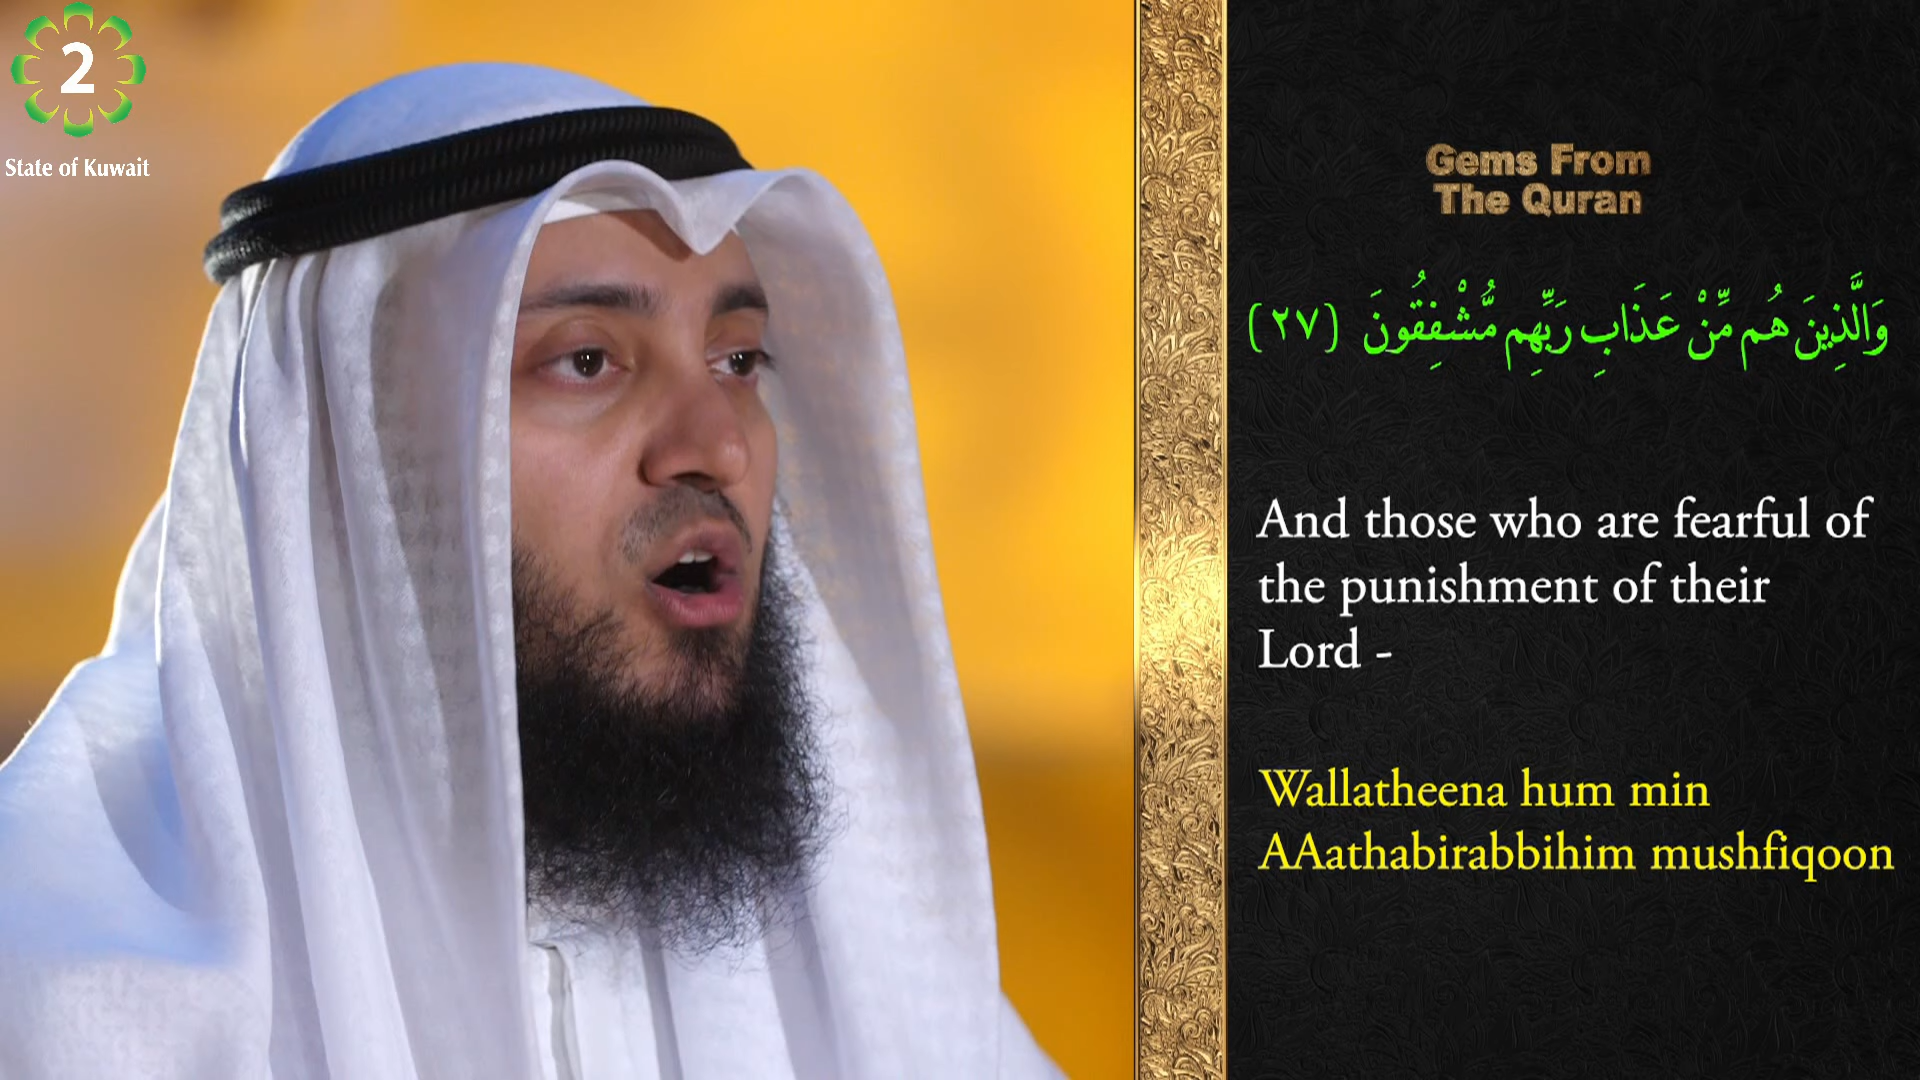 2
State of Kuwait
Gems From
The Quran
وَالَّذِينَ هُم مِّنْ عَذَابِ رَبِّهِم مُّشْفِقُونَ (٢٧)
And those who are fearful of
the punishment of their
Lord -
Wallatheena hum min
AAathabirabbihim mushfiqoon